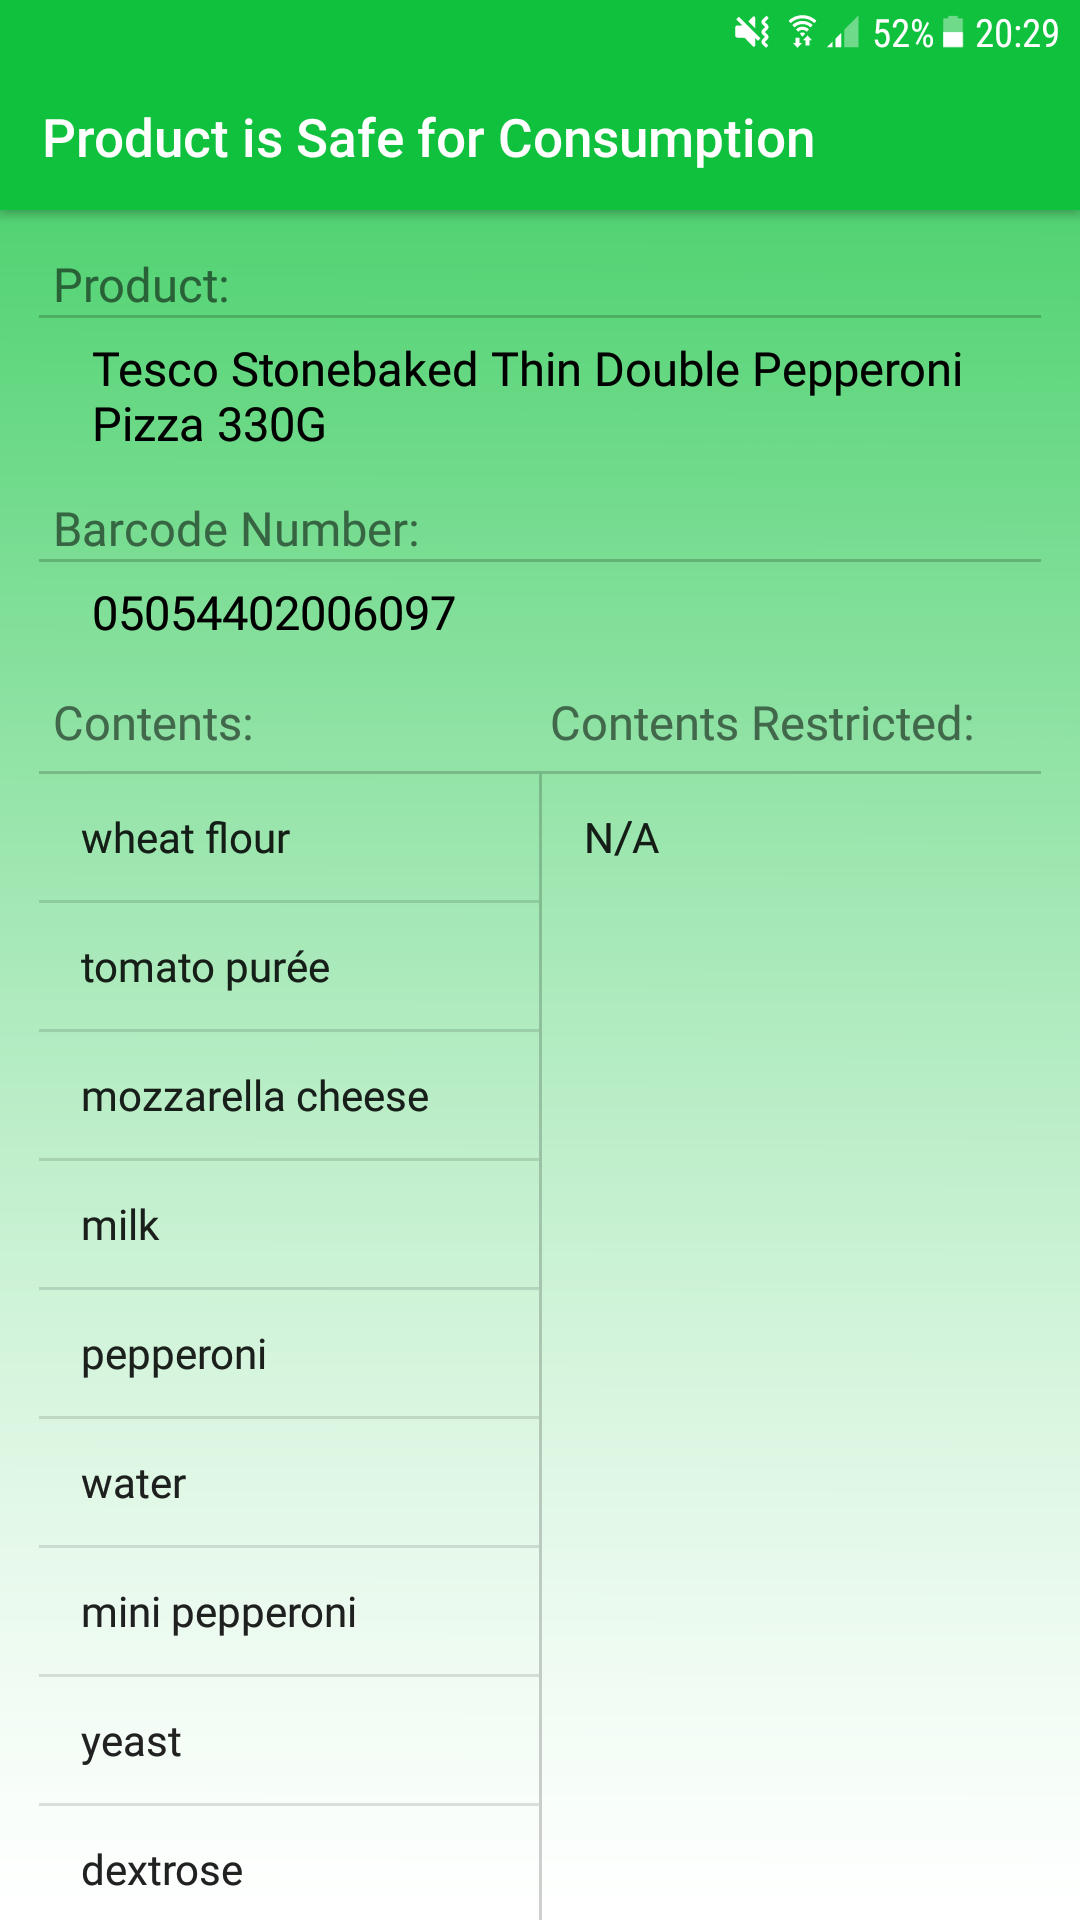 52% 20:29
Product is Safe for Consumption
Product:
Tesco Stonebaked Thin Double Pepperoni
Pizza 330G
Barcode Number:
05054402006097
Contents: Contents Restricted:
wheat flour N/A
tomato purée
mozzarella cheese
milk
pepperoni
water
mini pepperoni
yeast
dextrose